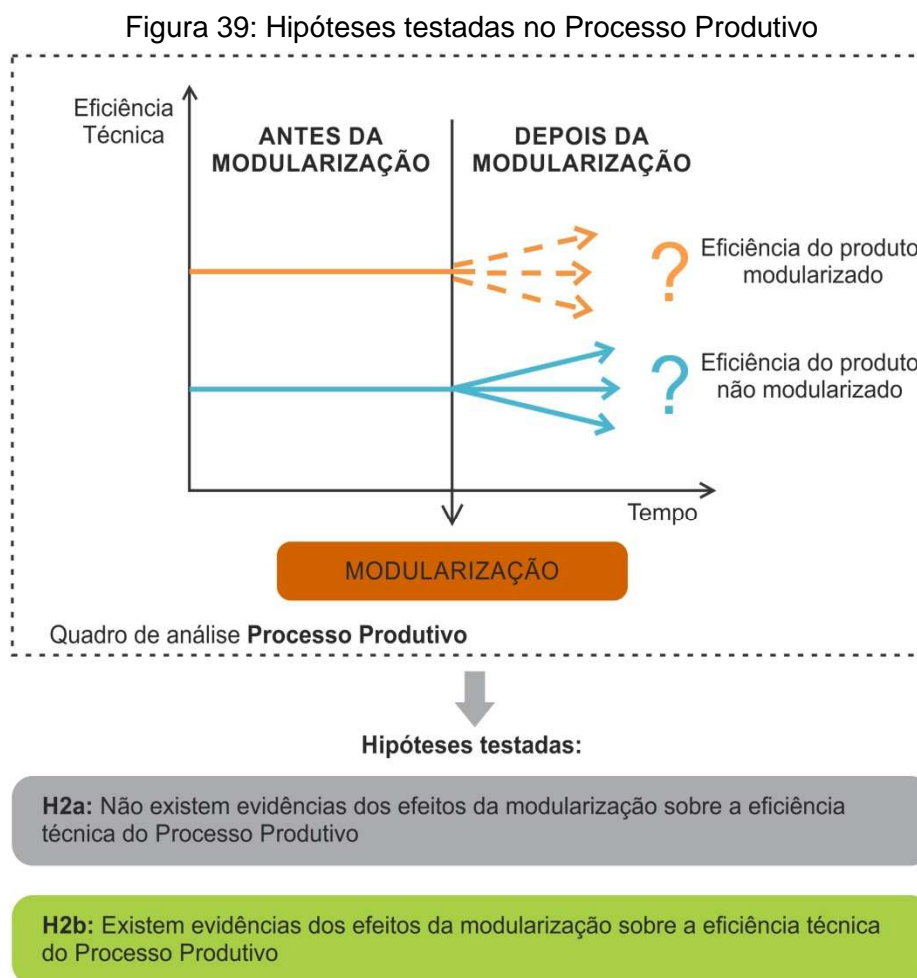 Figura 39: Hipóteses testadas no Processo Produtivo
Eficiência
Técnica
ANTES DA
MODULARIZAÇÃO
DEPOIS DA
MODULARIZAÇÃO
?
Eficiência do produto
modularizado
?
Eficiência do produto
não modularizado
Tempo
MODULARIZAÇÃO
Quadro de análise Processo Produtivo
Hipóteses testadas:
H2a: Não existem evidências dos efeitos da modularização sobre a eficiência
técnica do Processo Produtivo
H2b: Existem evidências dos efeitos da modularização sobre a eficiência técnica
do Processo Produtivo